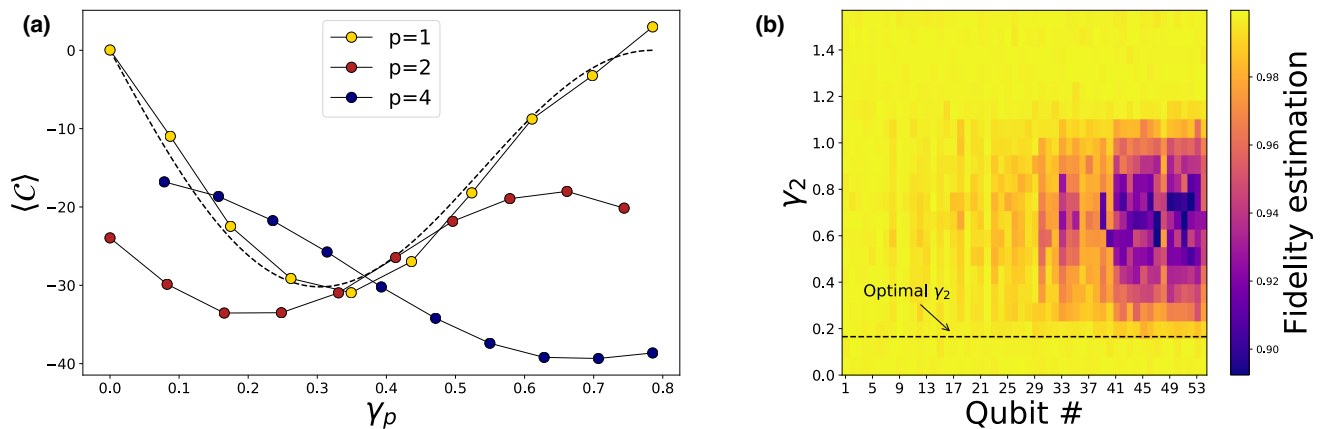 (a)
p=1
p=2
p=4
⟨C⟩
0
−10
−20
−30
−40
0.0 0.1 0.2 0.3 0.4 0.5 0.6 0.7 0.8
γp
(b)
γ2
1.4
1.2
1.0
0.8
0.6
0.4
0.2
0.0
Optimal γ2
1 5 9 13 17 21 25 29 33 37 41 45 49 53
Qubit #
0.98
0.96
0.94
0.92
0.90
Fidelity estimation